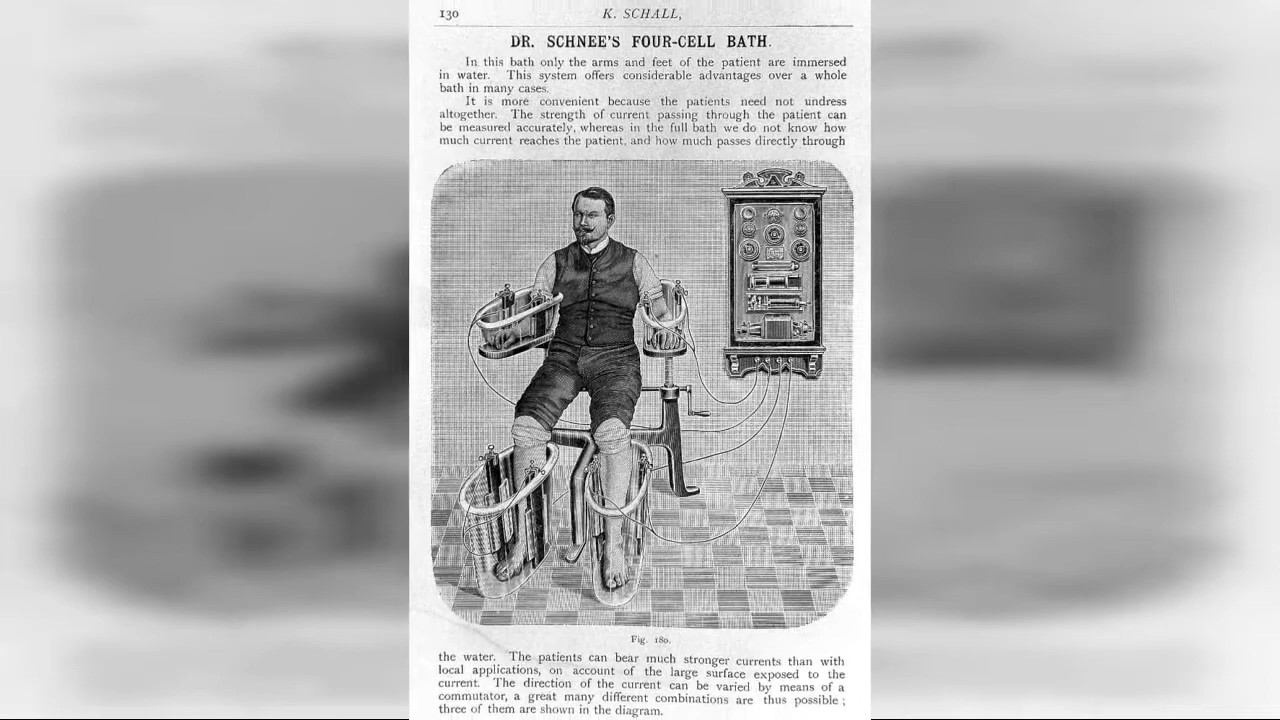 130 K. SCHALL,
DR. SCHNEE'S FOUR-CELL BATH.
In this bath only the arms and feet of the patient are immersed
in water. This system offers considerable advantages over a whole
bath in many cases.
It is more convenient because the patients need not undress
altogether. The strength of current passing through the patient can
be measured accurately, whereas in the full bath we do not know how
much current reaches the patient, and how much passes directly through
Fig. 180.
the water. The patients can bear much stronger currents than with
local applications, on account of the large surface exposed to the
current. The direction of the current can be varied by means of a
commutator, a great many different combinations are thus possible ;
three of them are shown in the diagram.